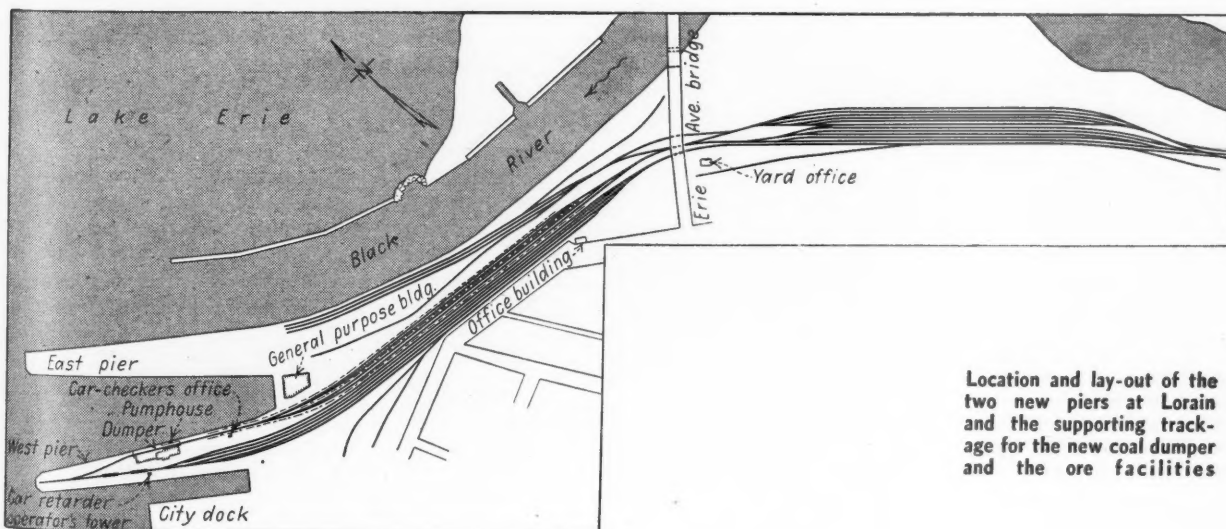 Lake Erie
N
River
Black
Erie Ave. bridge
Yard office
Office building
General purpose bldg.
East pier
Car-checkers office
Pumphouse
Dumper
West pier
Car retarder
operator's tower
City dock
Location and lay-out of the
two new piers at Lorain
and the supporting track-
age for the new coal dumper
and the ore facilities